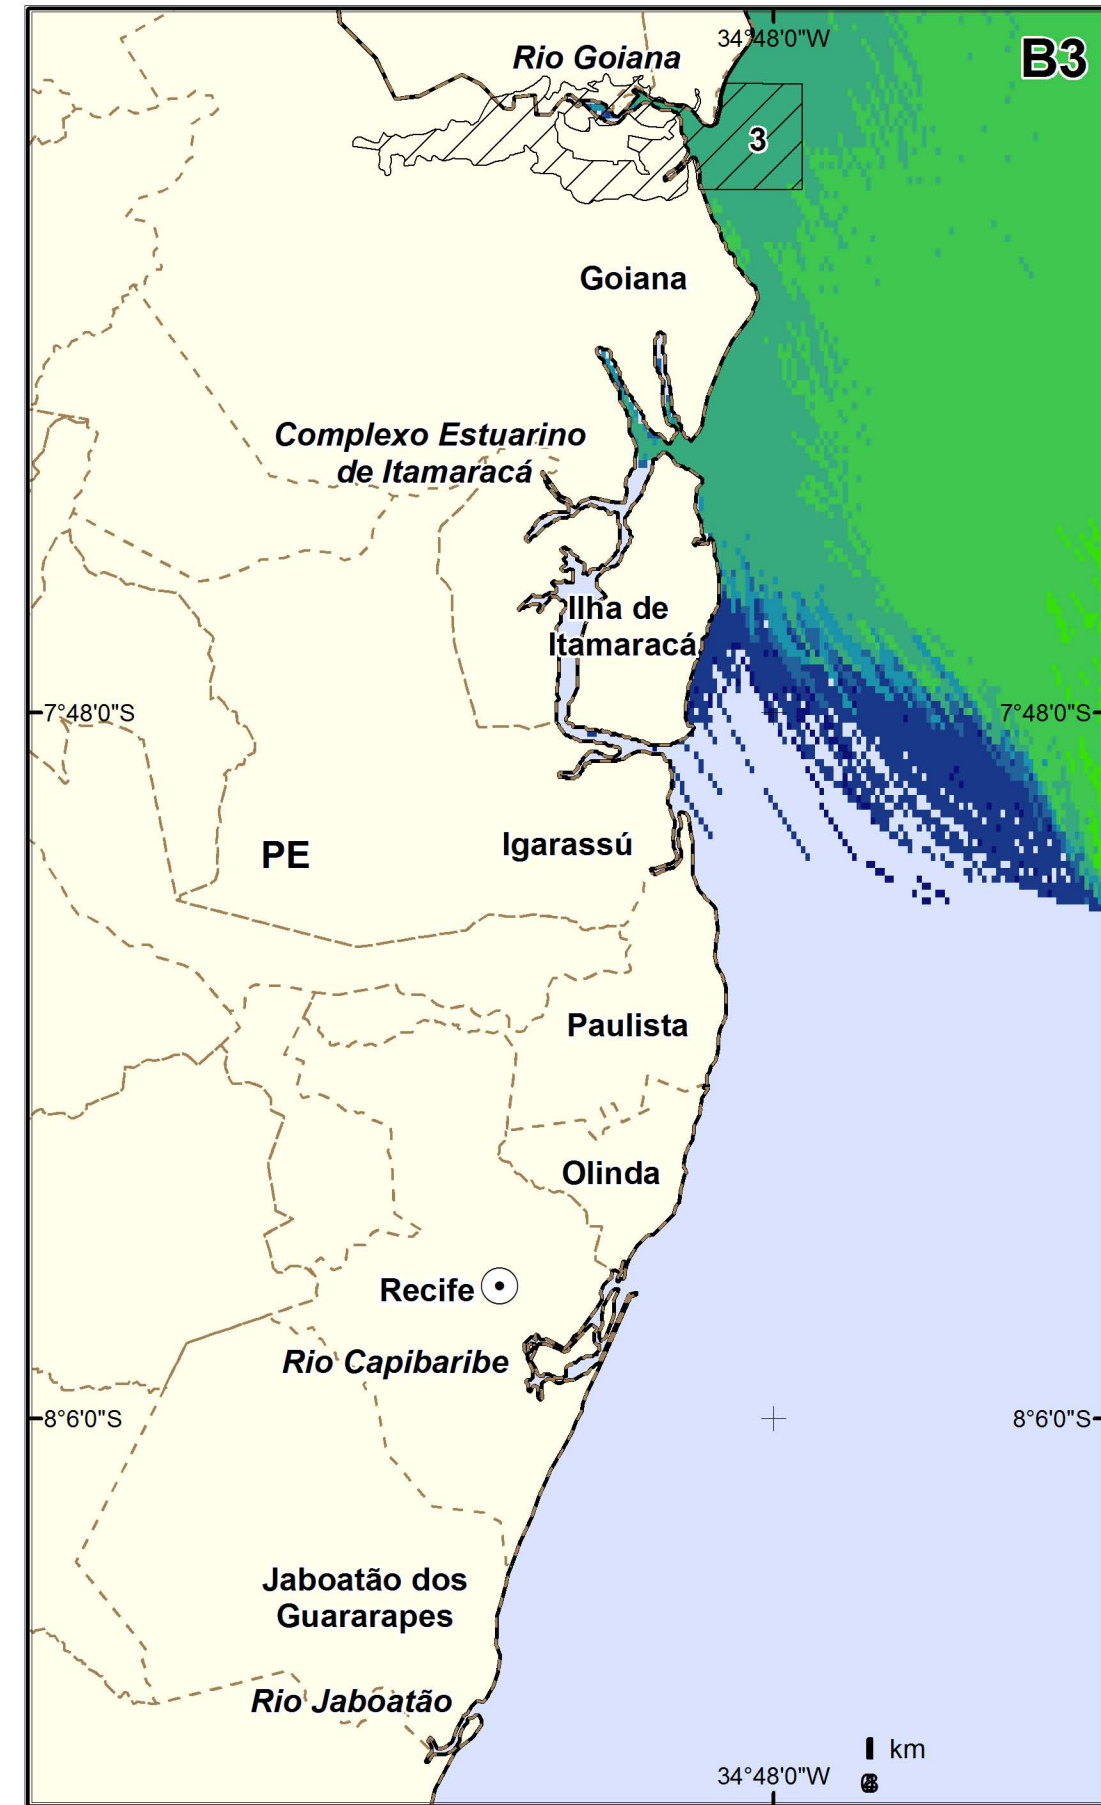 34°48'0"W
B3
Rio Goiana
3
Goiana
Complexo Estuarino
de Itamaracá
Ilha de
Itamaracá
7°48'0"S
7°48'0"S
Igarassú
PE
Paulista
Olinda
Recife
Rio Capibaribe
8°6'0"S
8°6'0"S
Jaboatão dos
Guararapes
Rio Jaboatão
km
34°48'0"W